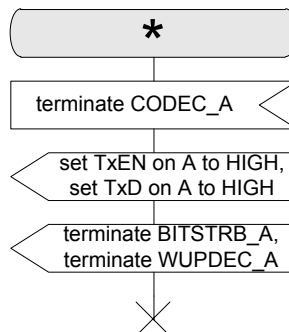 *
terminate CODEC_A
set TxEN on A to HIGH,
set TxD on A to HIGH
terminate BITSTRB_A,
terminate WUPDEC_A